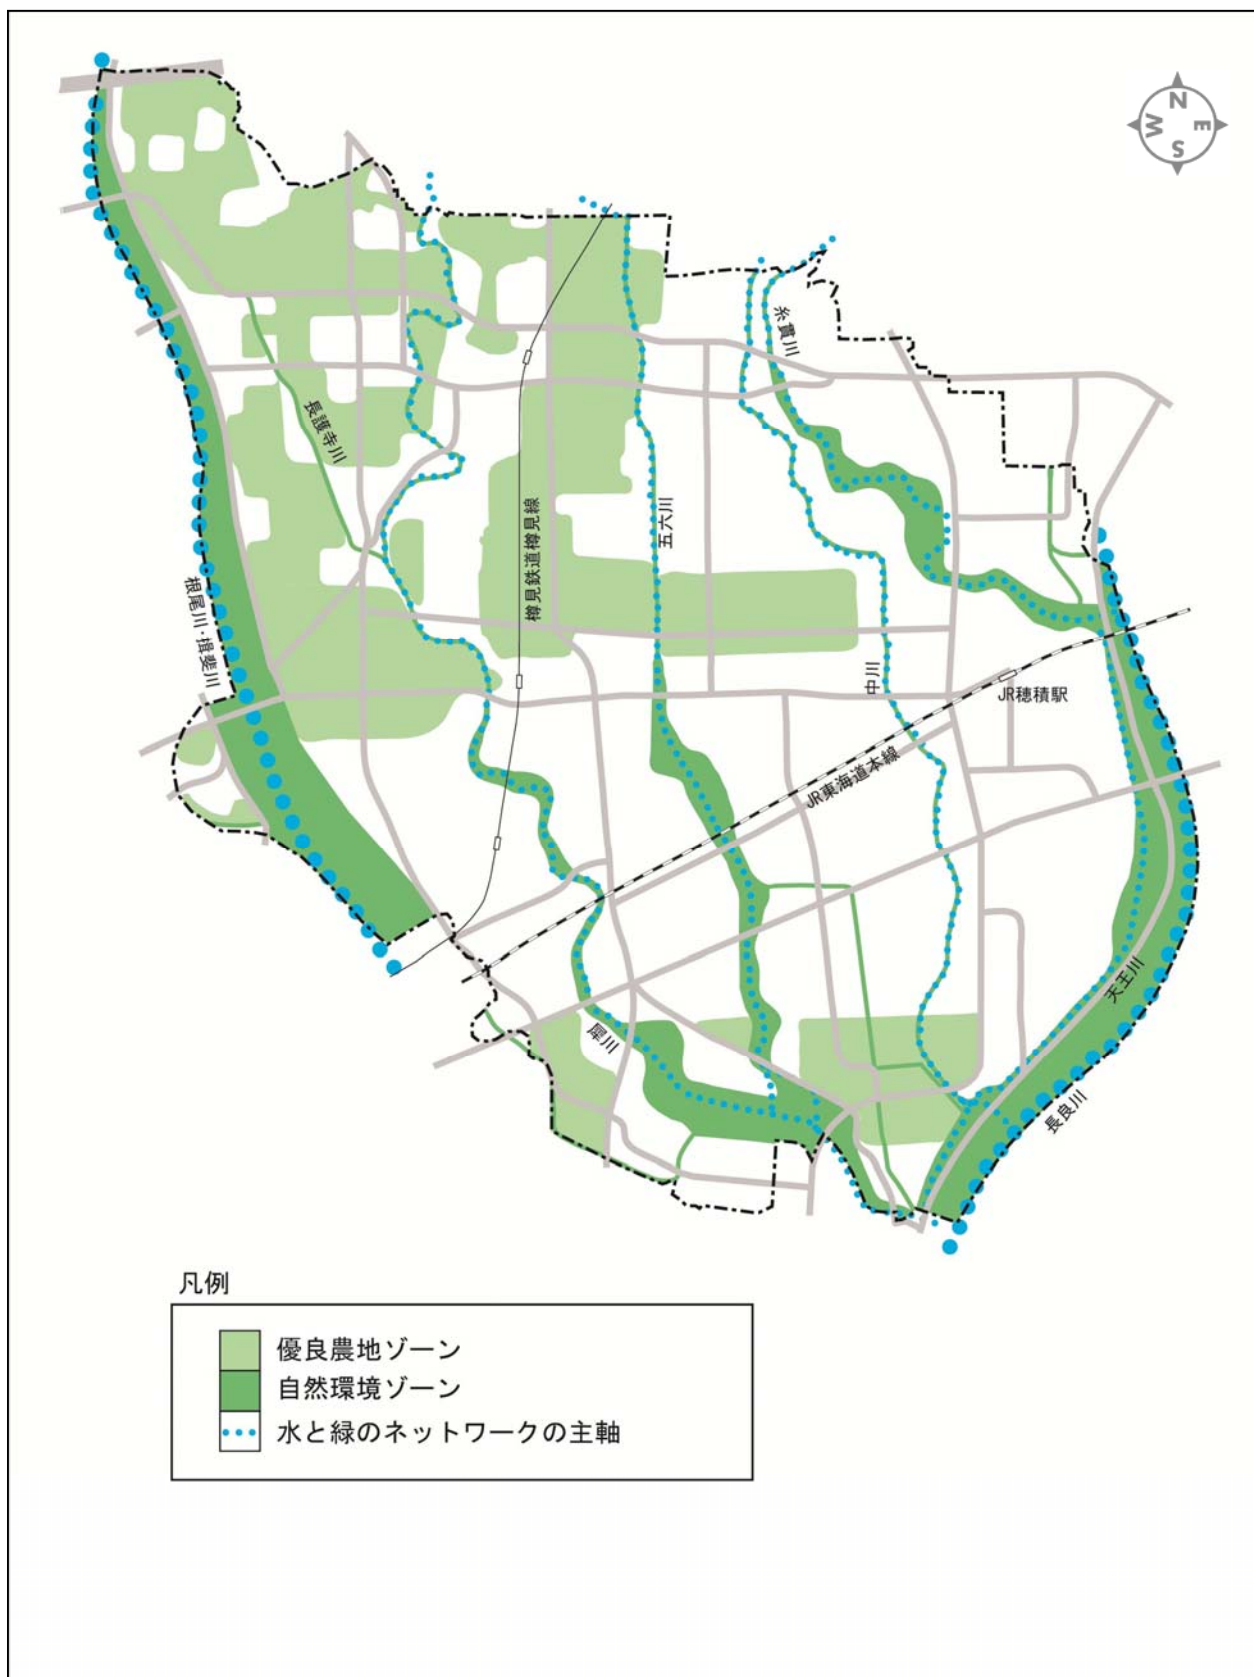 N
W
E
S
糸貫川
長護寺川
五六川
樽見鉄道樽見線
根尾川・揖斐川
中川
JR穂積駅
JR東海道本線
天王川
犀川
長良川
凡例
優良農地ゾーン
自然環境ゾーン
水と緑のネットワークの主軸